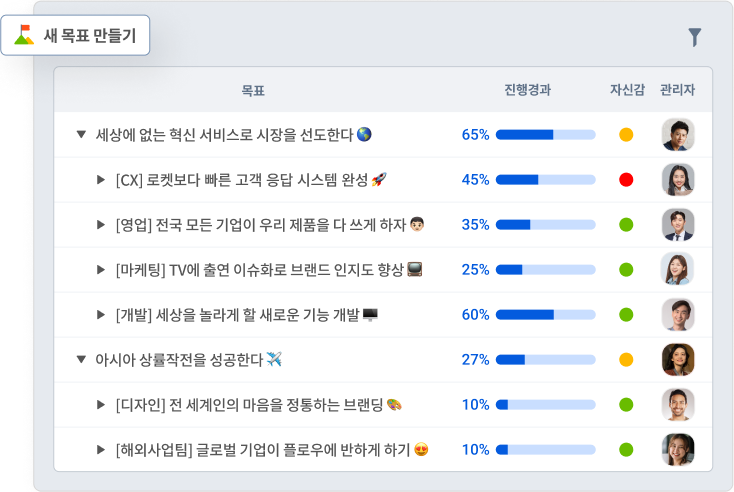 새 목표 만들기
목표 진행경과 자신감 관리자
세상에 없는 혁신 서비스로 시장을 선도한다 🌎 65%
[CX] 로켓보다 빠른 고객 응답 시스템 완성 🚀 45%
[영업] 전국 모든 기업이 우리 제품을 다 쓰게 하자 👨🏻 35%
[마케팅] TV에 출연 이슈화로 브랜드 인지도 향상 📺 25%
[개발] 세상을 놀라게 할 새로운 기능 개발 🖥️ 60%
아시아 상륙작전을 성공한다 ✈️ 27%
[디자인] 전 세계인의 마음을 정통하는 브랜딩 🎨 10%
[해외사업팀] 글로벌 기업이 플로우에 반하게 하기 😍 10%